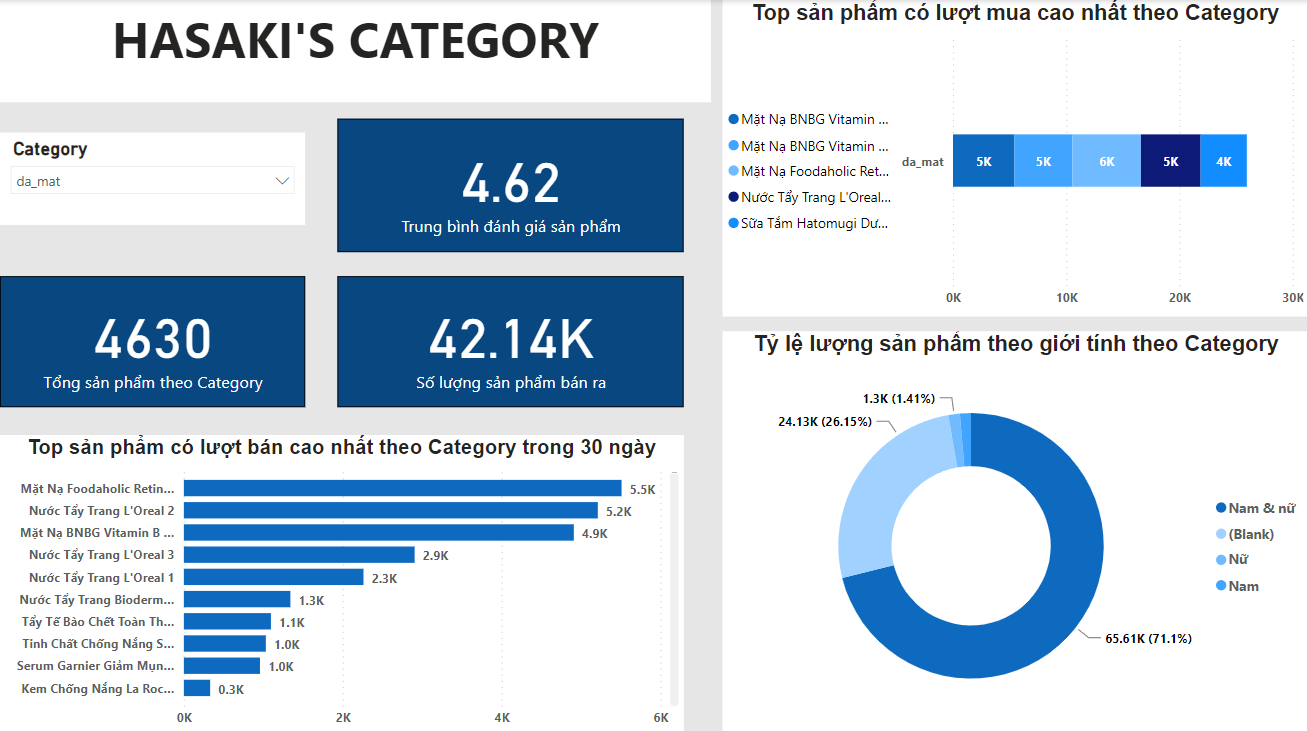 HASAKI'S CATEGORY
Category
da_mat
4.62
Trung bình đánh giá sản phẩm
4630
Tổng sản phẩm theo Category
42.14K
Số lượng sản phẩm bán ra
Top sản phẩm có lượt bán cao nhất theo Category trong 30 ngày
Mặt Nạ Foodaholic Retin... 5.5K
Nước Tẩy Trang L'Oreal 2 5.2K
Mặt Nạ BNBG Vitamin B ... 4.9K
Nước Tẩy Trang L'Oreal 3 2.9K
Nước Tẩy Trang L'Oreal 1 2.3K
Nước Tẩy Trang Bioderm... 1.3K
Tẩy Tế Bào Chết Toàn Th... 1.1K
Tinh Chất Chống Nắng S... 1.0K
Serum Garnier Giảm Mụn... 1.0K
Kem Chống Nắng La Roc... 0.3K
0K 2K 4K 6K
Top sản phẩm có lượt mua cao nhất theo Category
Mặt Nạ BNBG Vitamin ...
Mặt Nạ BNBG Vitamin ...
Mặt Nạ Foodaholic Ret...
Nước Tẩy Trang L'Oreal...
Sữa Tắm Hatomugi Dư...
da_mat 5K 5K 6K 5K 4K
0K 10K 20K 30K
Tỷ lệ lượng sản phẩm theo giới tính theo Category
1.3K (1.41%)
24.13K (26.15%)
65.61K (71.1%)
Nam & nữ
(Blank)
Nữ
Nam